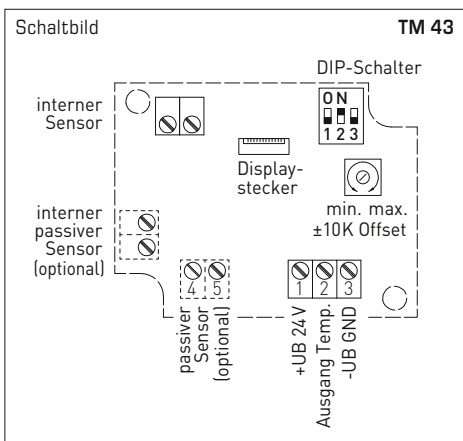 Schaltbild
TM 43
DIP-Schalter
ON
1 2 3
interner
Sensor
Display-
stecker
min. max.
±10K Offset
interner
passiver
Sensor
(optional)
4 5
passiver
Sensor
(optional)
1 2 3
+UB 24 V
Ausgang Temp.
-UB GND